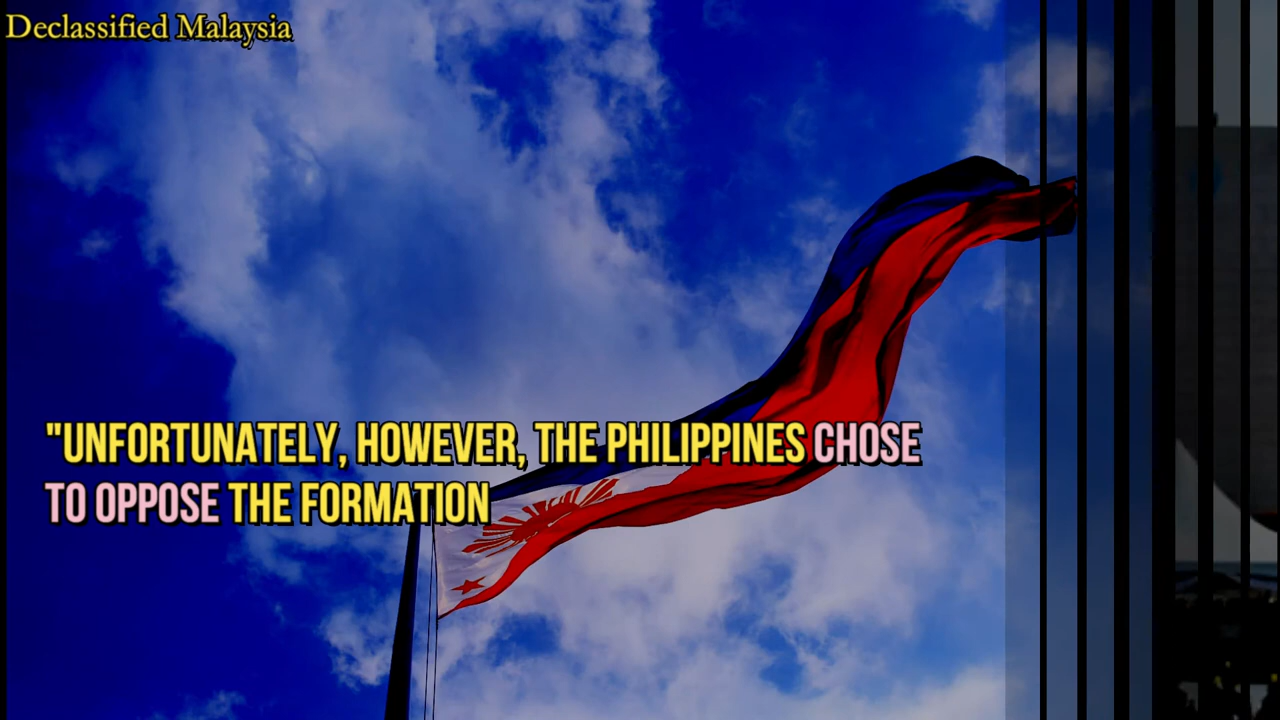 Declassified Malaysia
"UNFORTUNATELY, HOWEVER, THE PHILIPPINES CHOSE
TO OPPOSE THE FORMATION